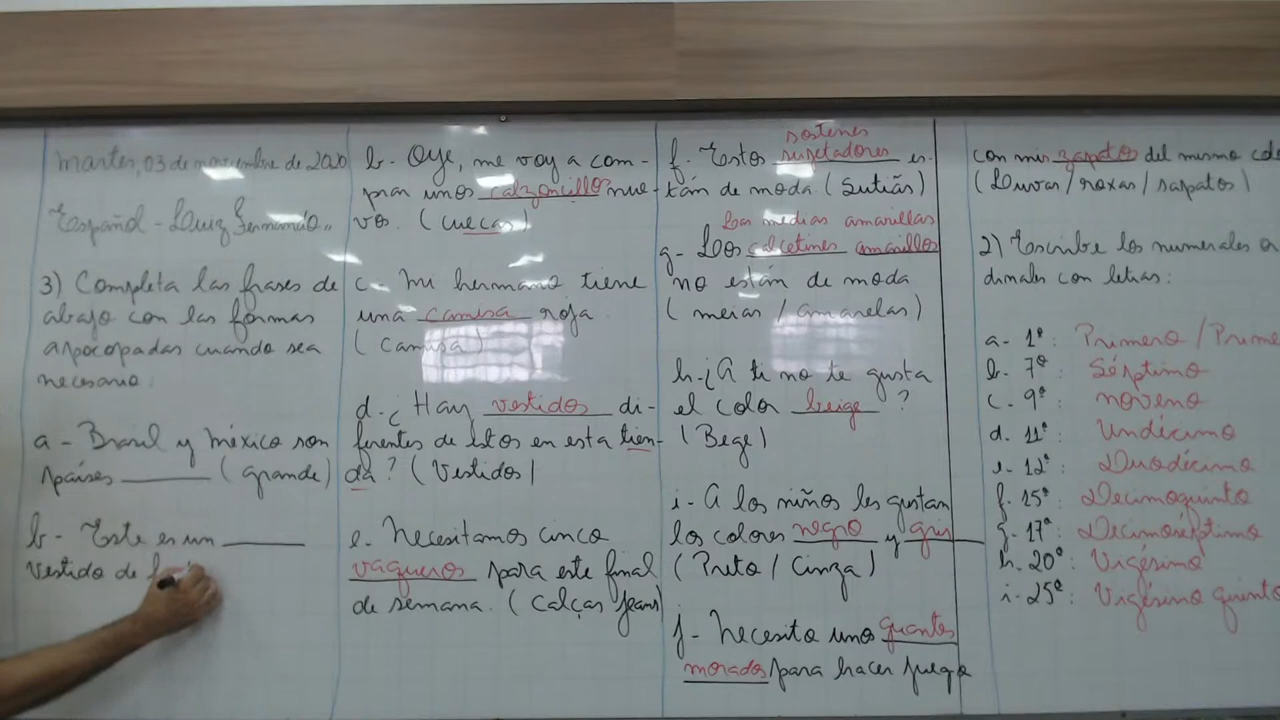 martes, 03 de noviembre de 2020
Español - Luiz Fernando
3) Completa las frases de
abajo con las formas
apocopadas cuando sea
necesario:
a - Brasil y méxico son
países ______ (grande)
b - Este es un ______
vestido de
b - Oye, me voy a com-
prar unos calzoncillos nue-
vos. (cuecas)
c - mi hermano tiene
una camisa roja.
(camisa)
d - ¿Hay vestidos di-
ferentes de estos en esta tien-
da? (Vestidos)
e - necesitamos cinco
vaqueros para este final
de semana. (Calças jeans)
sostenes
f - Estos sujetadores es-
tán de moda (Sutiãs)
Las medias amarillas
g - Los calcetines amarillos
no están de moda
(meias / amarelas)
h - ¿A ti no te gusta
el color beige ?
(Bege)
i - A los niños les gustan
los colores negro y gris
(Preto / Cinza)
j - necesito unos guantes
morados para hacer juego
con mis zapatos del mismo colo
(Luvas / roxas / sapatos)
2) Escribe los numerales or
dinales con letras:
a - 1º: Primero / Prime
b - 7º: Séptimo
c - 9º: noveno
d. 11º: Undécimo
e - 12º: Duodécimo
f. 15º: Decimoquinto
g. 17º: Decimoséptimo
h. 20º: Vigésimo
i - 25º: Vigésimo quinto